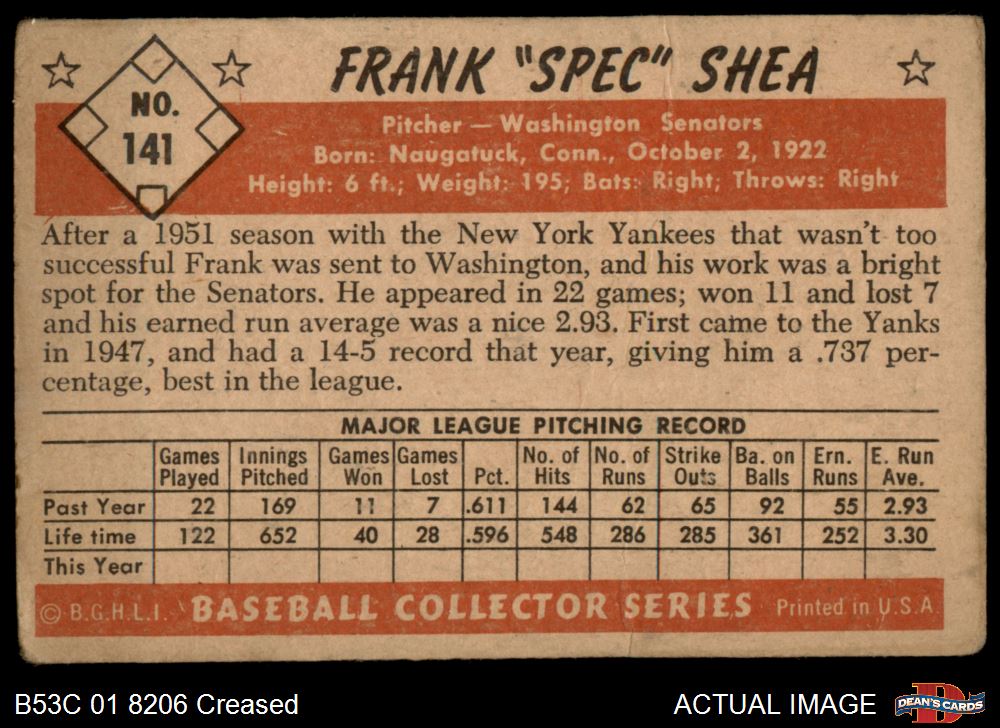 FRANK "SPEC" SHEA
NO.
141
Pitcher — Washington Senators
Born: Naugatuck, Conn., October 2, 1922
Height: 6 ft.; Weight: 195; Bats: Right; Throws: Right
After a 1951 season with the New York Yankees that wasn't too
successful Frank was sent to Washington, and his work was a bright
spot for the Senators. He appeared in 22 games; won 11 and lost 7
and his earned run average was a nice 2.93. First came to the Yanks
in 1947, and had a 14-5 record that year, giving him a .737 per-
centage, best in the league.
MAJOR LEAGUE PITCHING RECORD
Games Played Innings Pitched Games Won Games Lost Pct. No. of Hits No. of Runs Strike Outs Ba. on Balls Ern. Runs E. Run Ave.
Past Year 22 169 11 7 .611 144 62 65 92 55 2.93
Life time 122 652 40 28 .596 548 286 285 361 252 3.30
This Year
© B.G.H.L.I. BASEBALL COLLECTOR SERIES Printed in U.S.A.
B53C 01 8206 Creased
ACTUAL IMAGE
D
DEAN'S CARDS